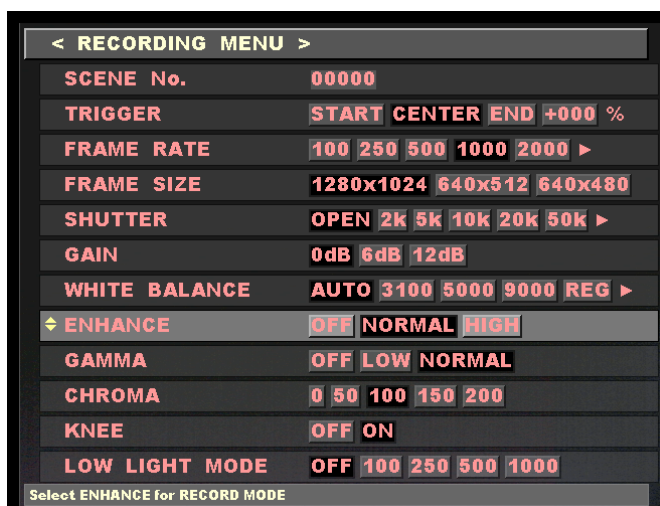 < RECORDING MENU >
SCENE No. 00000
TRIGGER START CENTER END +000 %
FRAME RATE 100 250 500 1000 2000 ►
FRAME SIZE 1280x1024 640x512 640x480
SHUTTER OPEN 2k 5k 10k 20k 50k ►
GAIN 0dB 6dB 12dB
WHITE BALANCE AUTO 3100 5000 9000 REG ►
ENHANCE OFF NORMAL HIGH
GAMMA OFF LOW NORMAL
CHROMA 0 50 100 150 200
KNEE OFF ON
LOW LIGHT MODE OFF 100 250 500 1000
Select ENHANCE for RECORD MODE